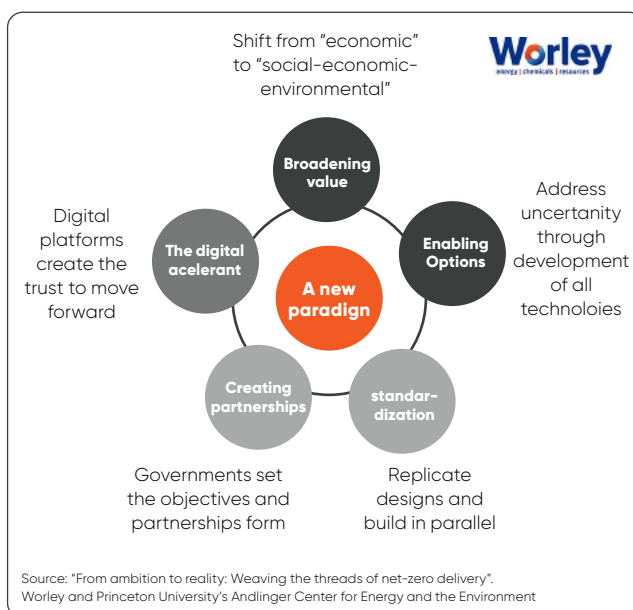 Shift from “economic”
to “social-economic-
environmental”
Worley
energy | chemicals | resources
Broadening
value
Digital
platforms
create the
trust to move
forward
The digital
acelerant
A new
paradign
Enabling
Options
Address
uncertanity
through
development
of all
technoloies
Creating
partnerships
standar-
dization
Governments set
the objectives and
partnerships form
Replicate
designs and
build in parallel
Source: “From ambition to reality: Weaving the threads of net-zero delivery”.
Worley and Princeton University’s Andlinger Center for Energy and the Environment